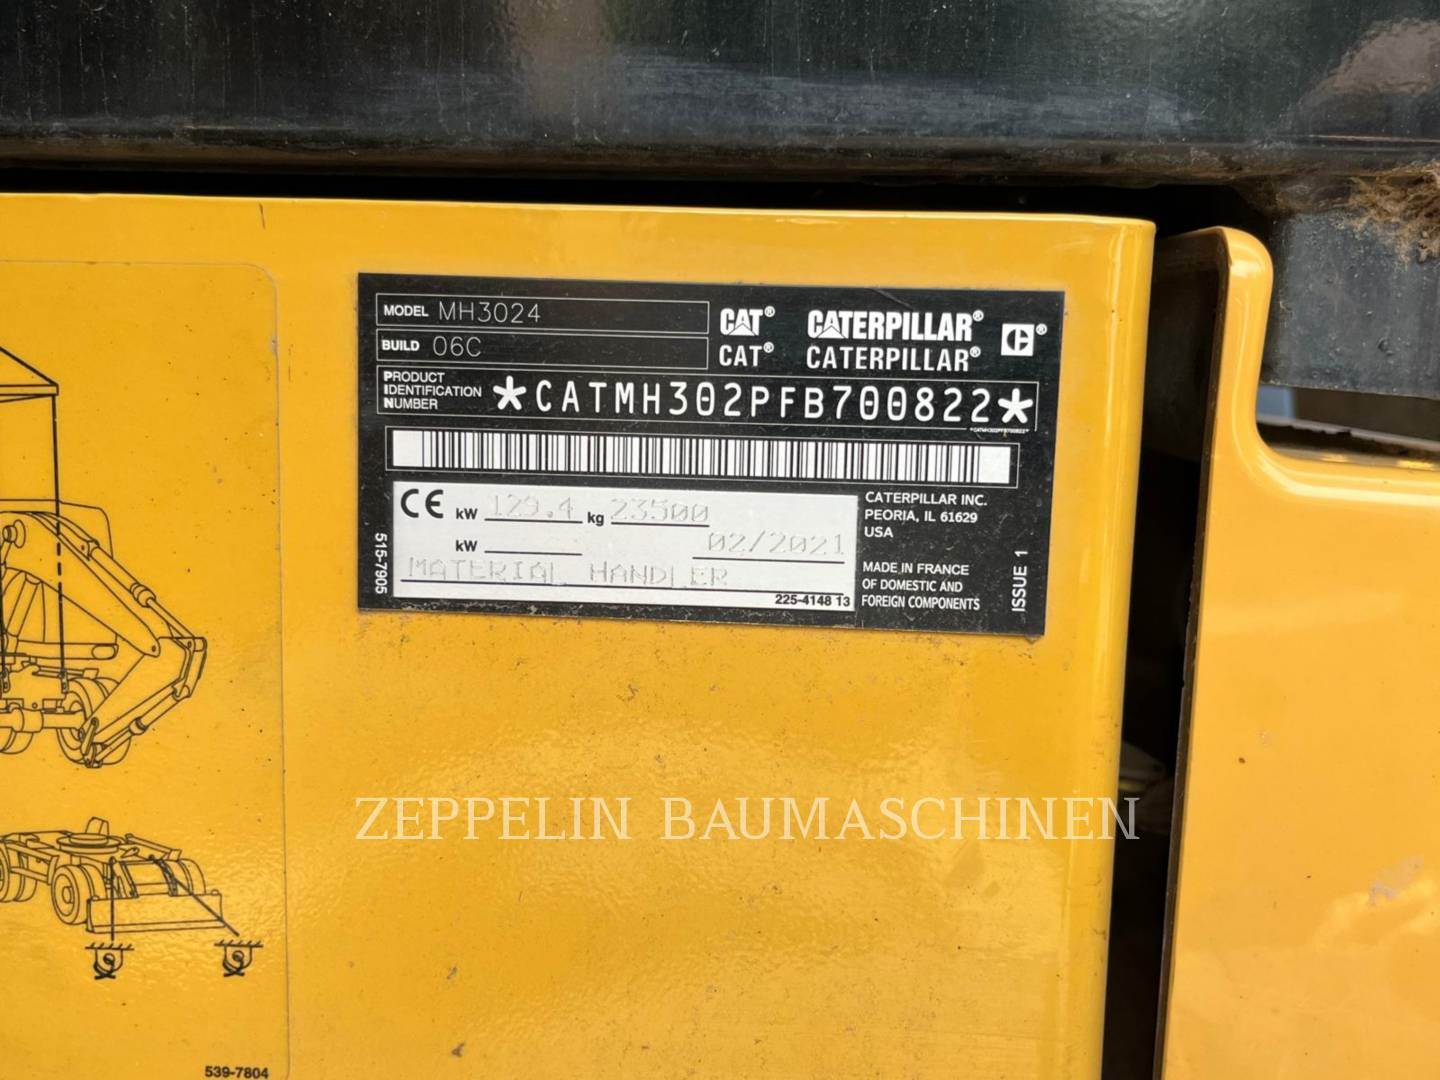 MODEL MH3024
BUILD 06C
CAT® CATERPILLAR® C®
CAT® CATERPILLAR®
PRODUCT IDENTIFICATION NUMBER *CATMH302PFB700822*
*CATMH302PFB700822*
CE kW 129.4 kg 23500
kW 02/2021
MATERIAL HANDLER
225-4148 13
515-7905
CATERPILLAR INC.
PEORIA, IL 61629
USA
MADE IN FRANCE
OF DOMESTIC AND
FOREIGN COMPONENTS
ISSUE 1
ZEPPELIN BAUMASCHINEN
539-7804